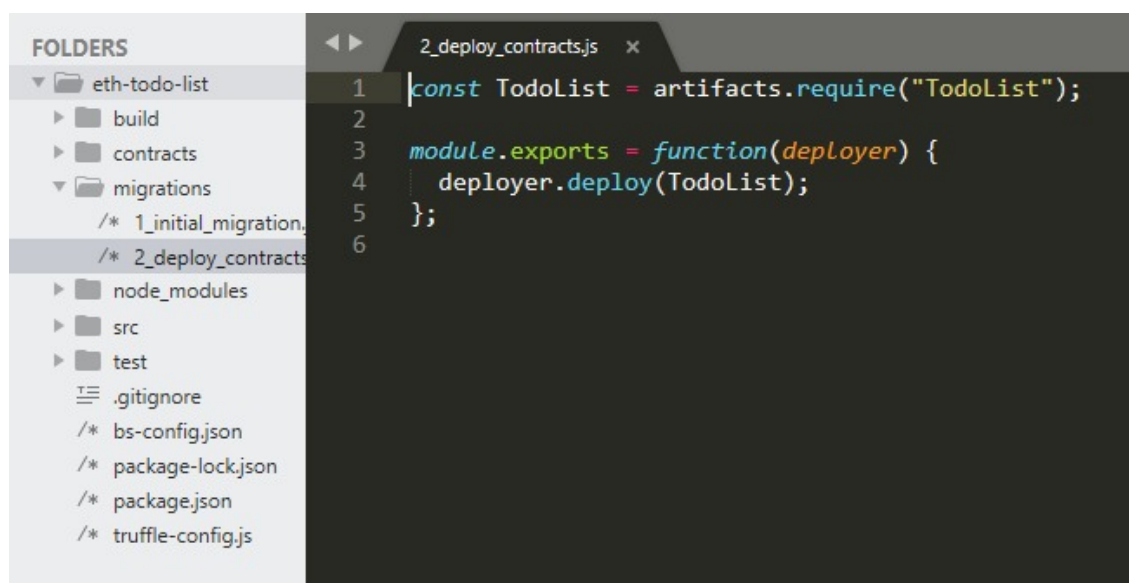 FOLDERS
eth-todo-list
build
contracts
migrations
/* 1_initial_migration.
/* 2_deploy_contracts
node_modules
src
test
.gitignore
/* bs-config.json
/* package-lock.json
/* package.json
/* truffle-config.js
2_deploy_contracts.js ×
1 const TodoList = artifacts.require("TodoList");
2
3 module.exports = function(deployer) {
4   deployer.deploy(TodoList);
5 };
6